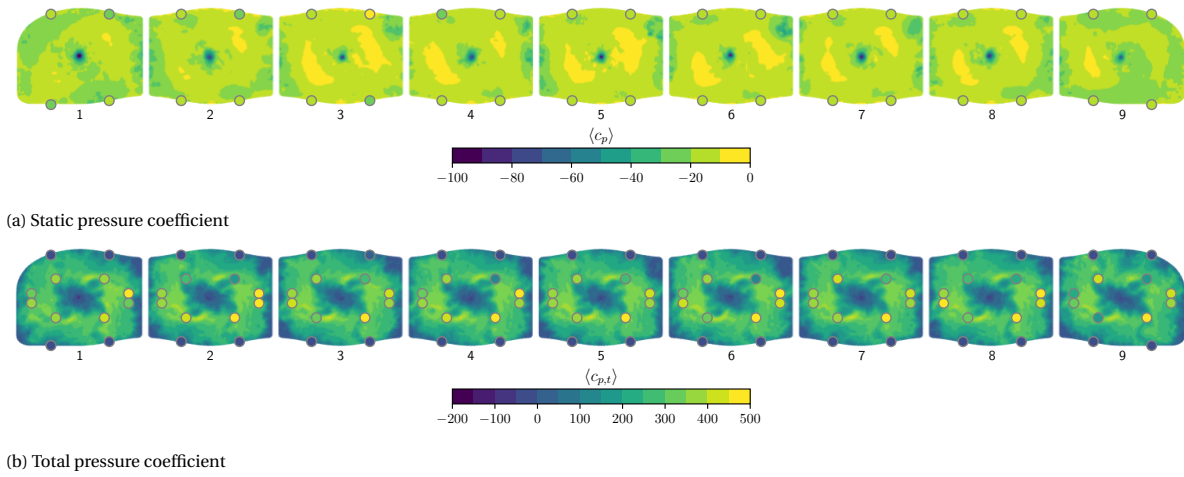 1 2 3 4 5 6 7 8 9
⟨c_p⟩
−100 −80 −60 −40 −20 0
(a) Static pressure coefficient
1 2 3 4 5 6 7 8 9
⟨c_{p,t}⟩
−200 −100 0 100 200 300 400 500
(b) Total pressure coefficient